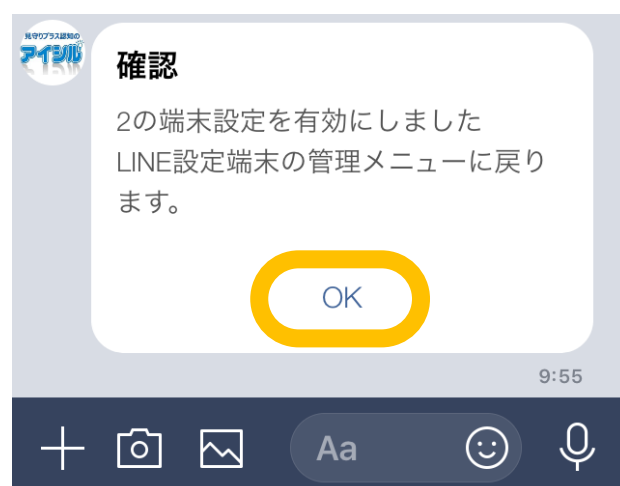 見守りプラス認知の
アイシル
確認
2の端末設定を有効にしました
LINE設定端末の管理メニューに戻り
ます。
OK
9:55
Aa